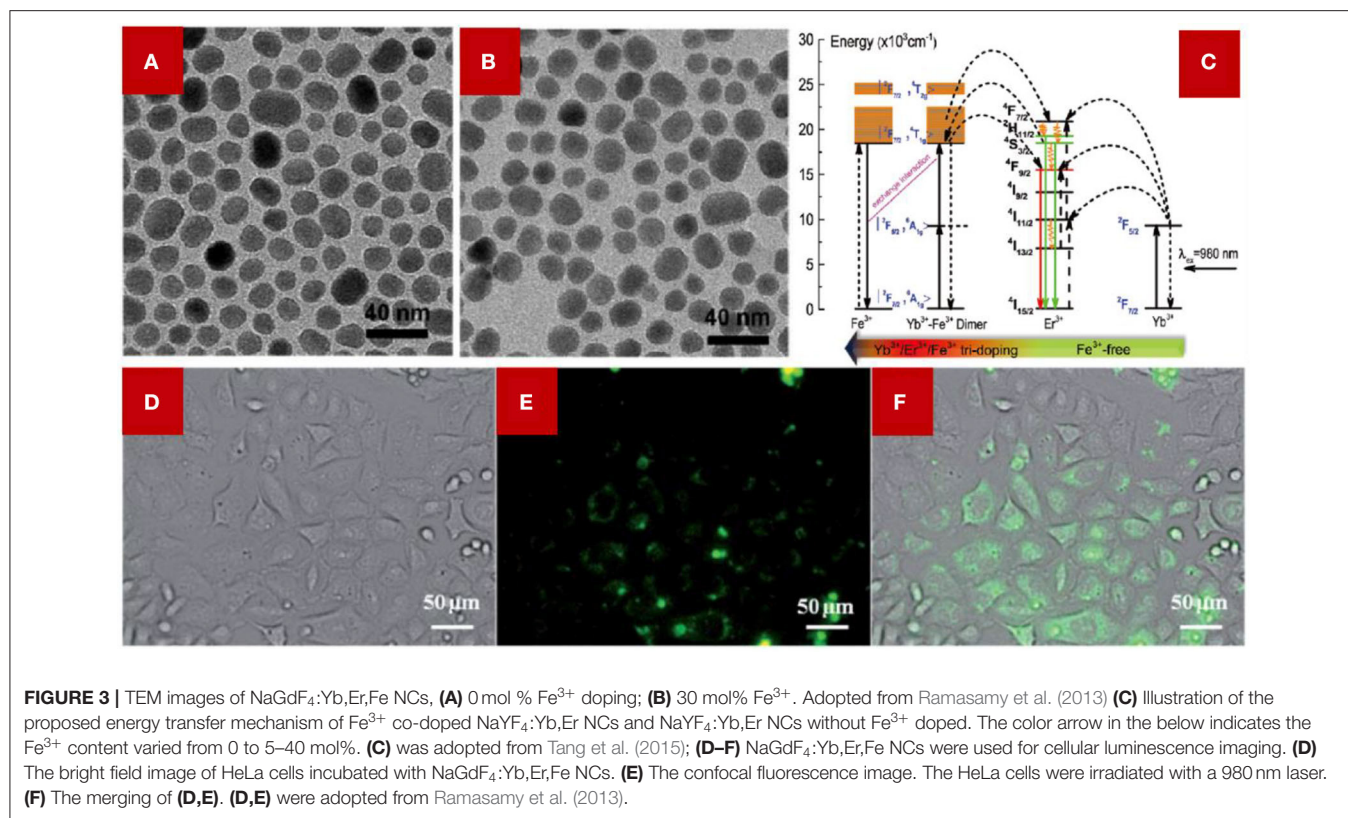 A
40 nm
B
40 nm
C
Energy (x10³cm⁻¹)
30
25
20
15
10
5
0
exchange interaction
⁴F₇/₂
²H₁₁/₂
⁴S₃/₂
⁴F₉/₂
⁴I₉/₂
⁴I₁₁/₂
⁴I₁₃/₂
⁴I₁₅/₂
²F₅/₂
²F₇/₂
λex=980 nm
Fe³⁺
Yb³⁺-Fe³⁺ Dimer
Er³⁺
Yb³⁺
Yb³⁺/Er³⁺/Fe³⁺ tri-doping
Fe³⁺-free
D
50 μm
E
50 μm
F
50 μm
FIGURE 3 | TEM images of NaGdF₄:Yb,Er,Fe NCs, (A) 0 mol % Fe³⁺ doping; (B) 30 mol% Fe³⁺. Adopted from Ramasamy et al. (2013) (C) Illustration of the
proposed energy transfer mechanism of Fe³⁺ co-doped NaYF₄:Yb,Er NCs and NaYF₄:Yb,Er NCs without Fe³⁺ doped. The color arrow in the below indicates the
Fe³⁺ content varied from 0 to 5–40 mol%. (C) was adopted from Tang et al. (2015); (D–F) NaGdF₄:Yb,Er,Fe NCs were used for cellular luminescence imaging. (D)
The bright field image of HeLa cells incubated with NaGdF₄:Yb,Er,Fe NCs. (E) The confocal fluorescence image. The HeLa cells were irradiated with a 980 nm laser.
(F) The merging of (D,E). (D,E) were adopted from Ramasamy et al. (2013).